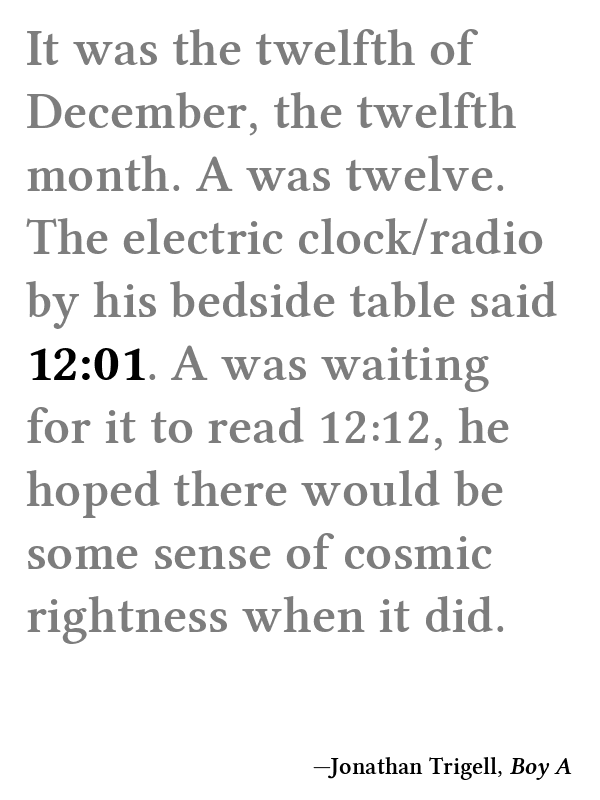 It was the twelfth of
December, the twelfth
month. A was twelve.
The electric clock/radio
by his bedside table said
12:01. A was waiting
for it to read 12:12, he
hoped there would be
some sense of cosmic
rightness when it did.
—Jonathan Trigell, Boy A